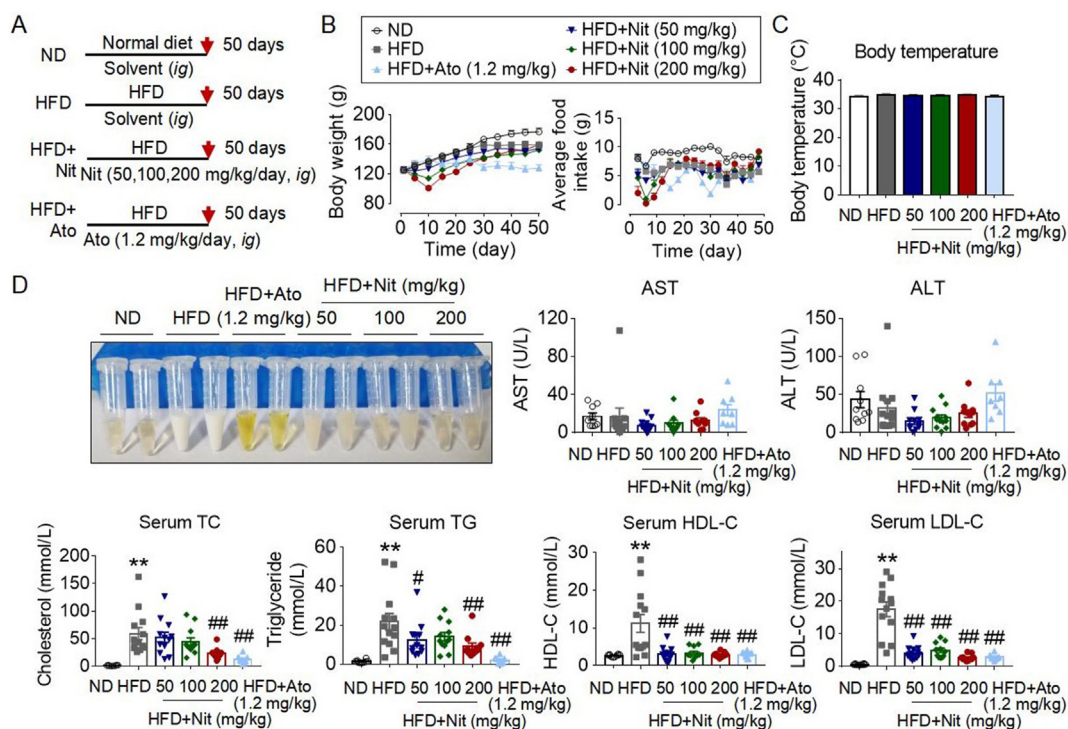 A
ND
Normal diet
50 days
Solvent (ig)
HFD
HFD
50 days
Solvent (ig)
HFD+
Nit
HFD
50 days
Nit (50,100,200 mg/kg/day, ig)
HFD+
Ato
HFD
50 days
Ato (1.2 mg/kg/day, ig)
B
ND
HFD
HFD+Ato (1.2 mg/kg)
HFD+Nit (50 mg/kg)
HFD+Nit (100 mg/kg)
HFD+Nit (200 mg/kg)
Body weight (g)
200
160
120
80
0 10 20 30 40 50
Time (day)
Average food
intake (g)
15
10
5
0
0 10 20 30 40 50
Time (day)
C
Body temperature
Body temperature (°C)
40
30
20
10
0
ND HFD 50 100 200 HFD+Ato
(1.2 mg/kg)
HFD+Nit (mg/kg)
D
ND HFD HFD+Ato
(1.2 mg/kg)
HFD+Nit (mg/kg)
50 100 200
AST
AST (U/L)
120
80
40
0
ND HFD 50 100 200 HFD+Ato
(1.2 mg/kg)
HFD+Nit (mg/kg)
ALT
ALT (U/L)
150
100
50
0
ND HFD 50 100 200 HFD+Ato
(1.2 mg/kg)
HFD+Nit (mg/kg)
Serum TC
Cholesterol (mmol/L)
200
150
100
50
0
** ## ##
ND HFD 50 100 200 HFD+Ato
(1.2 mg/kg)
HFD+Nit (mg/kg)
Serum TG
Triglyceride
(mmol/L)
60
40
20
0
** # ## ##
ND HFD 50 100 200 HFD+Ato
(1.2 mg/kg)
HFD+Nit (mg/kg)
Serum HDL-C
HDL-C (mmol/L)
30
20
10
0
** ## ## ## ##
ND HFD 50 100 200 HFD+Ato
(1.2 mg/kg)
HFD+Nit (mg/kg)
Serum LDL-C
LDL-C (mmol/L)
30
20
10
0
** ## ## ## ##
ND HFD 50 100 200 HFD+Ato
(1.2 mg/kg)
HFD+Nit (mg/kg)